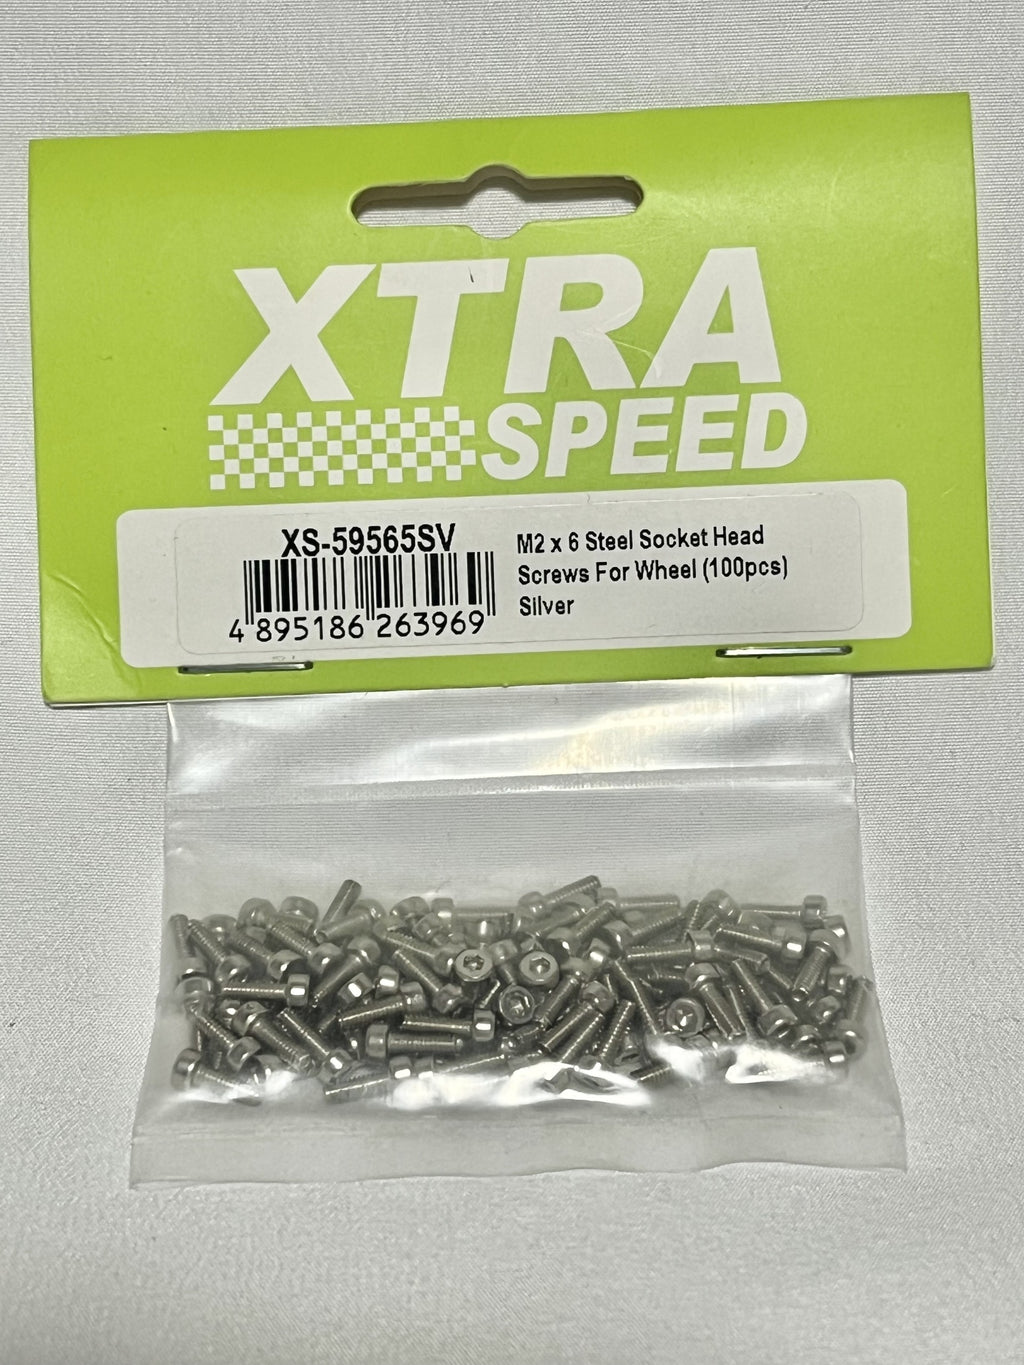 XTRA
SPEED
XS-59565SV
4 895186 263969
M2 x 6 Steel Socket Head
Screws For Wheel (100pcs)
Silver